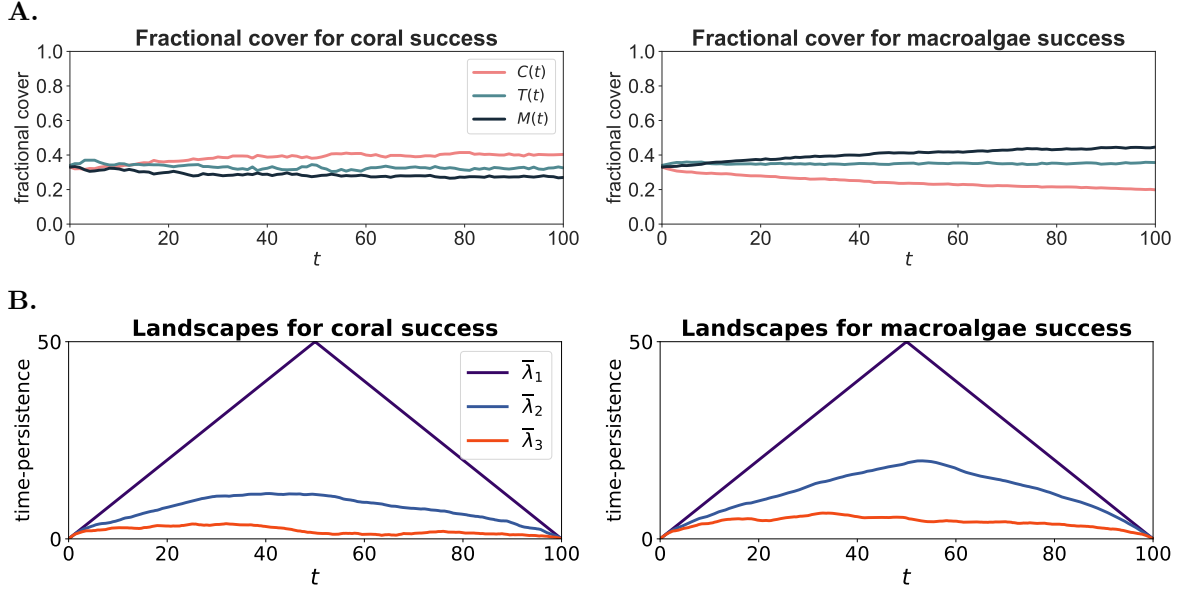 A.
Fractional cover for coral success
fractional cover
1.0
0.8
0.6
0.4
0.2
0.0
C(t)
T(t)
M(t)
0 20 40 60 80 100
t
Fractional cover for macroalgae success
fractional cover
1.0
0.8
0.6
0.4
0.2
0.0
0 20 40 60 80 100
t
B.
Landscapes for coral success
time-persistence
50
0
λ̅₁
λ̅₂
λ̅₃
0 20 40 60 80 100
t
Landscapes for macroalgae success
time-persistence
50
0
0 20 40 60 80 100
t